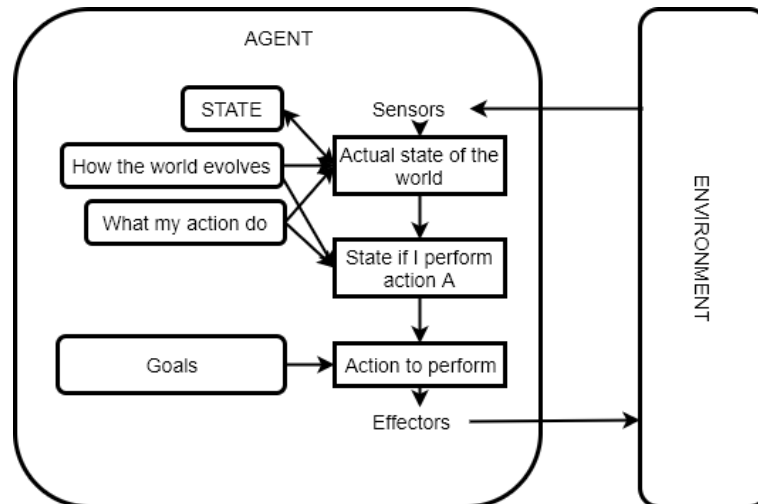 AGENT
STATE
Sensors
How the world evolves
Actual state of the
world
What my action do
State if I perform
action A
Goals
Action to perform
Effectors
ENVIRONMENT